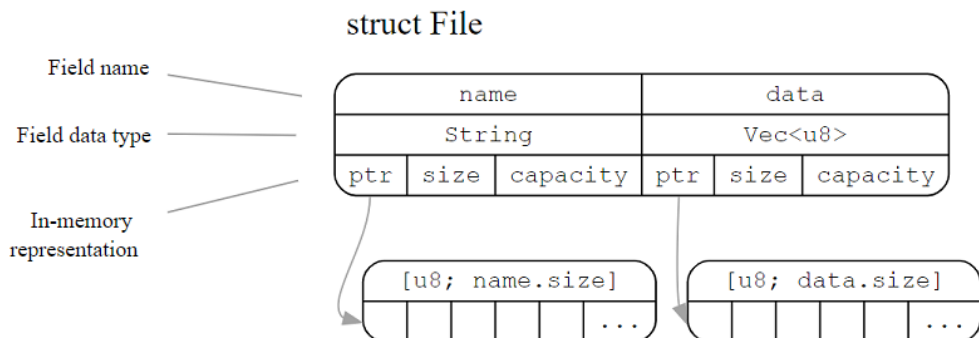 struct File
Field name
name data
Field data type
String Vec<u8>
ptr size capacity ptr size capacity
In-memory
representation
[u8; name.size] [u8; data.size]
... ...